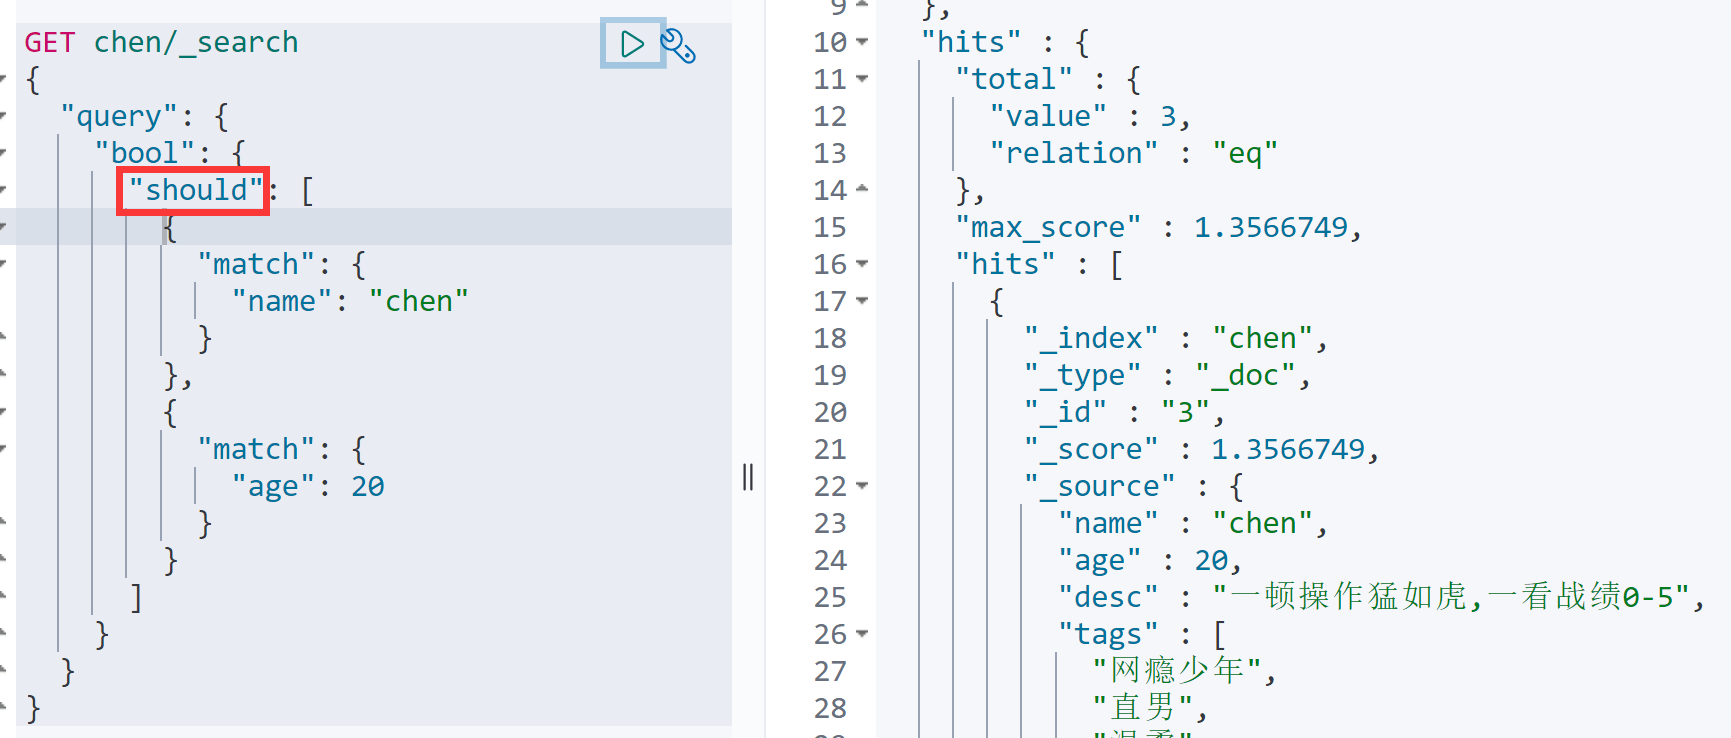 GET chen/_search
{
  "query": {
    "bool": {
      "should": [
        {
          "match": {
            "name": "chen"
          }
        },
        {
          "match": {
            "age": 20
          }
        }
      ]
    }
  }
}
9 },
10 "hits" : {
11 "total" : {
12 "value" : 3,
13 "relation" : "eq"
14 },
15 "max_score" : 1.3566749,
16 "hits" : [
17 {
18 "_index" : "chen",
19 "_type" : "_doc",
20 "_id" : "3",
21 "_score" : 1.3566749,
22 "_source" : {
23 "name" : "chen",
24 "age" : 20,
25 "desc" : "一顿操作猛如虎,一看战绩0-5",
26 "tags" : [
27 "网瘾少年",
28 "直男",